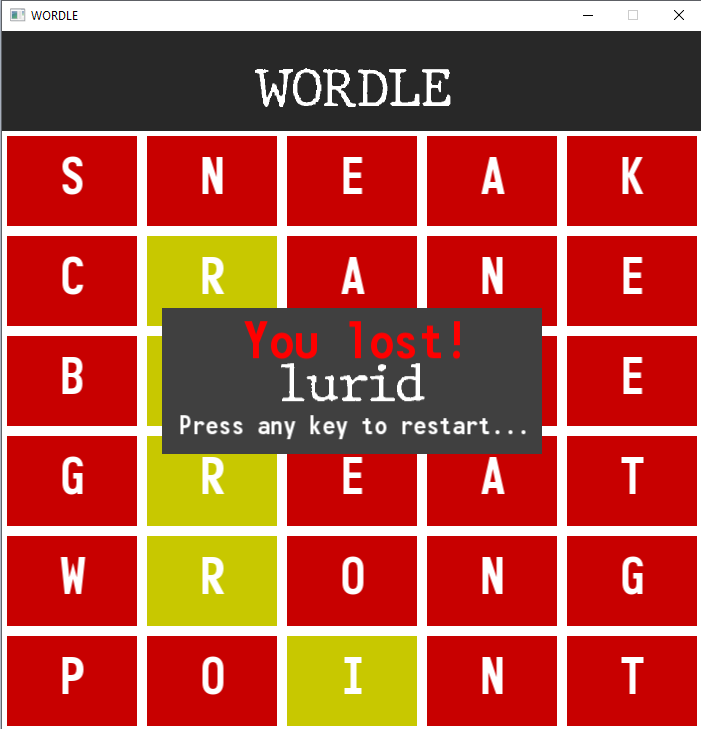 WORDLE
WORDLE
S N E A K
C R A N E
You lost!
lurid
B E
Press any key to restart...
G R E A T
W R O N G
P O I N T